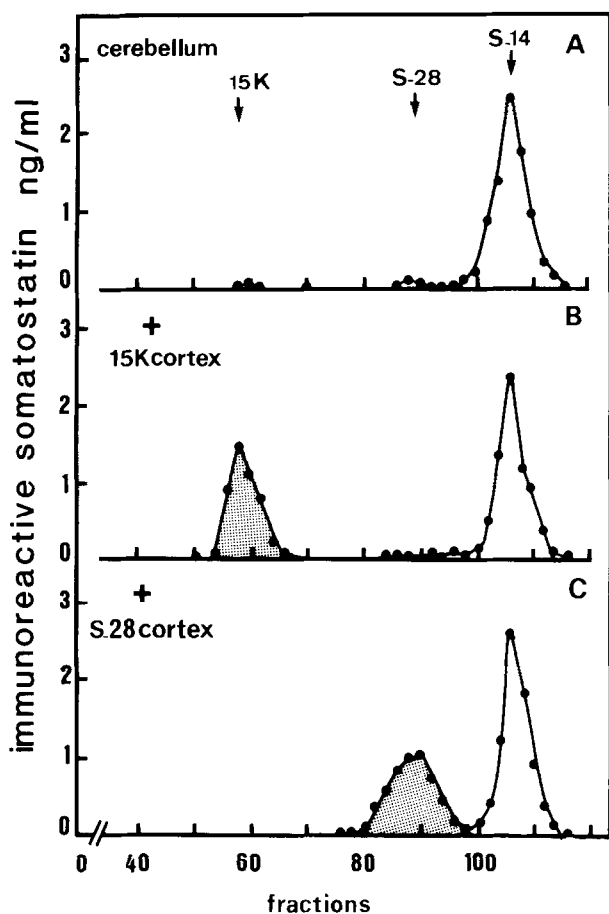 cerebellum
S-14
A
15K
S-28
3
2
1
0
immunoreactive somatostatin ng/ml
B
+
15Kcortex
3
2
1
0
C
+
S-28cortex
3
2
1
0
0 40 60 80 100
fractions